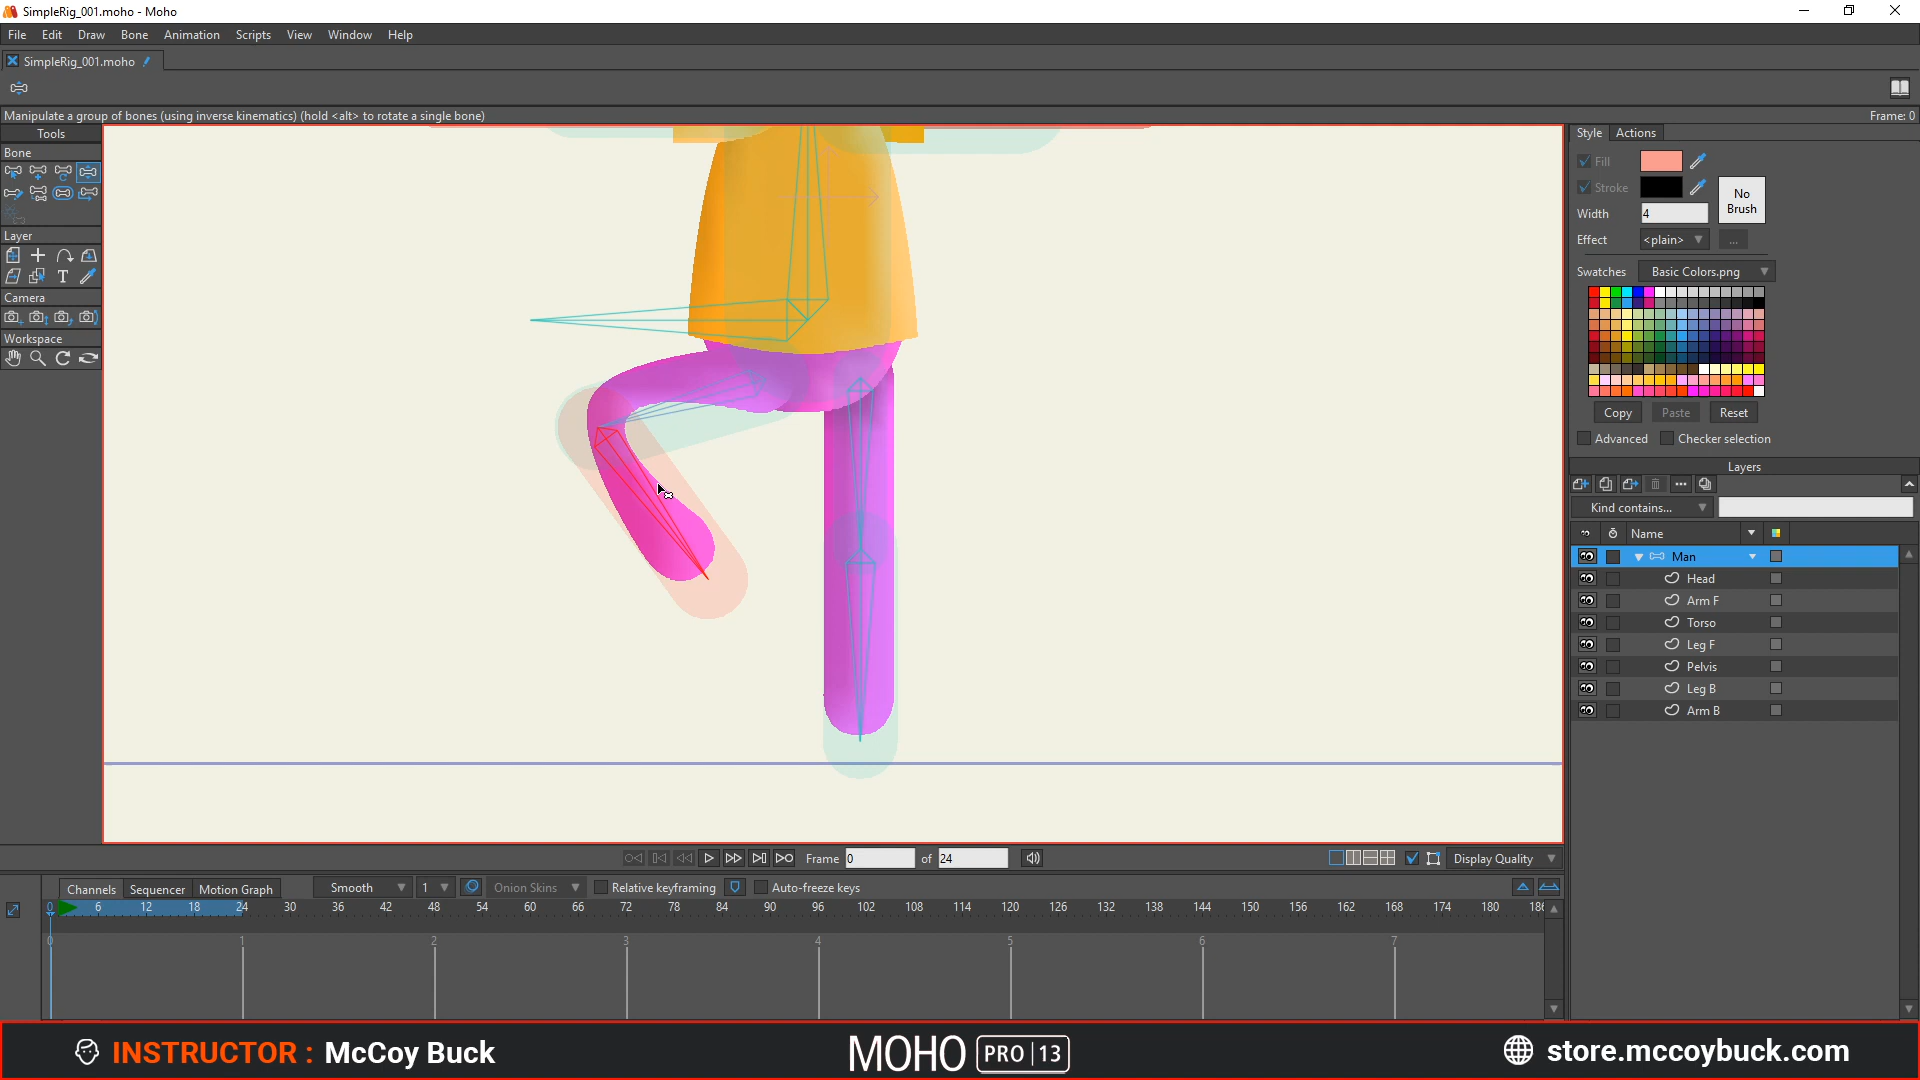 SimpleRig_001.moho - Moho
File Edit Draw Bone Animation Scripts View Window Help
SimpleRig_001.moho
Manipulate a group of bones (using inverse kinematics) (hold <alt> to rotate a single bone) Frame: 0
Tools
Bone
Layer
T
Camera
Workspace
Style Actions
Fill
Stroke
No
Brush
Width 4
Effect <plain> ...
Swatches Basic Colors.png
Copy Paste Reset
Advanced Checker selection
Layers
Kind contains...
Name
Man
Head
Arm F
Torso
Leg F
Pelvis
Leg B
Arm B
Frame 0 of 24 Display Quality
Channels Sequencer Motion Graph Smooth 1 Onion Skins Relative keyframing Auto-freeze keys
0 6 12 18 24 30 36 42 48 54 60 66 72 78 84 90 96 102 108 114 120 126 132 138 144 150 156 162 168 174 180
0 1 2 3 4 5 6 7
INSTRUCTOR : McCoy Buck
MOHO PRO 13
store.mccoybuck.com